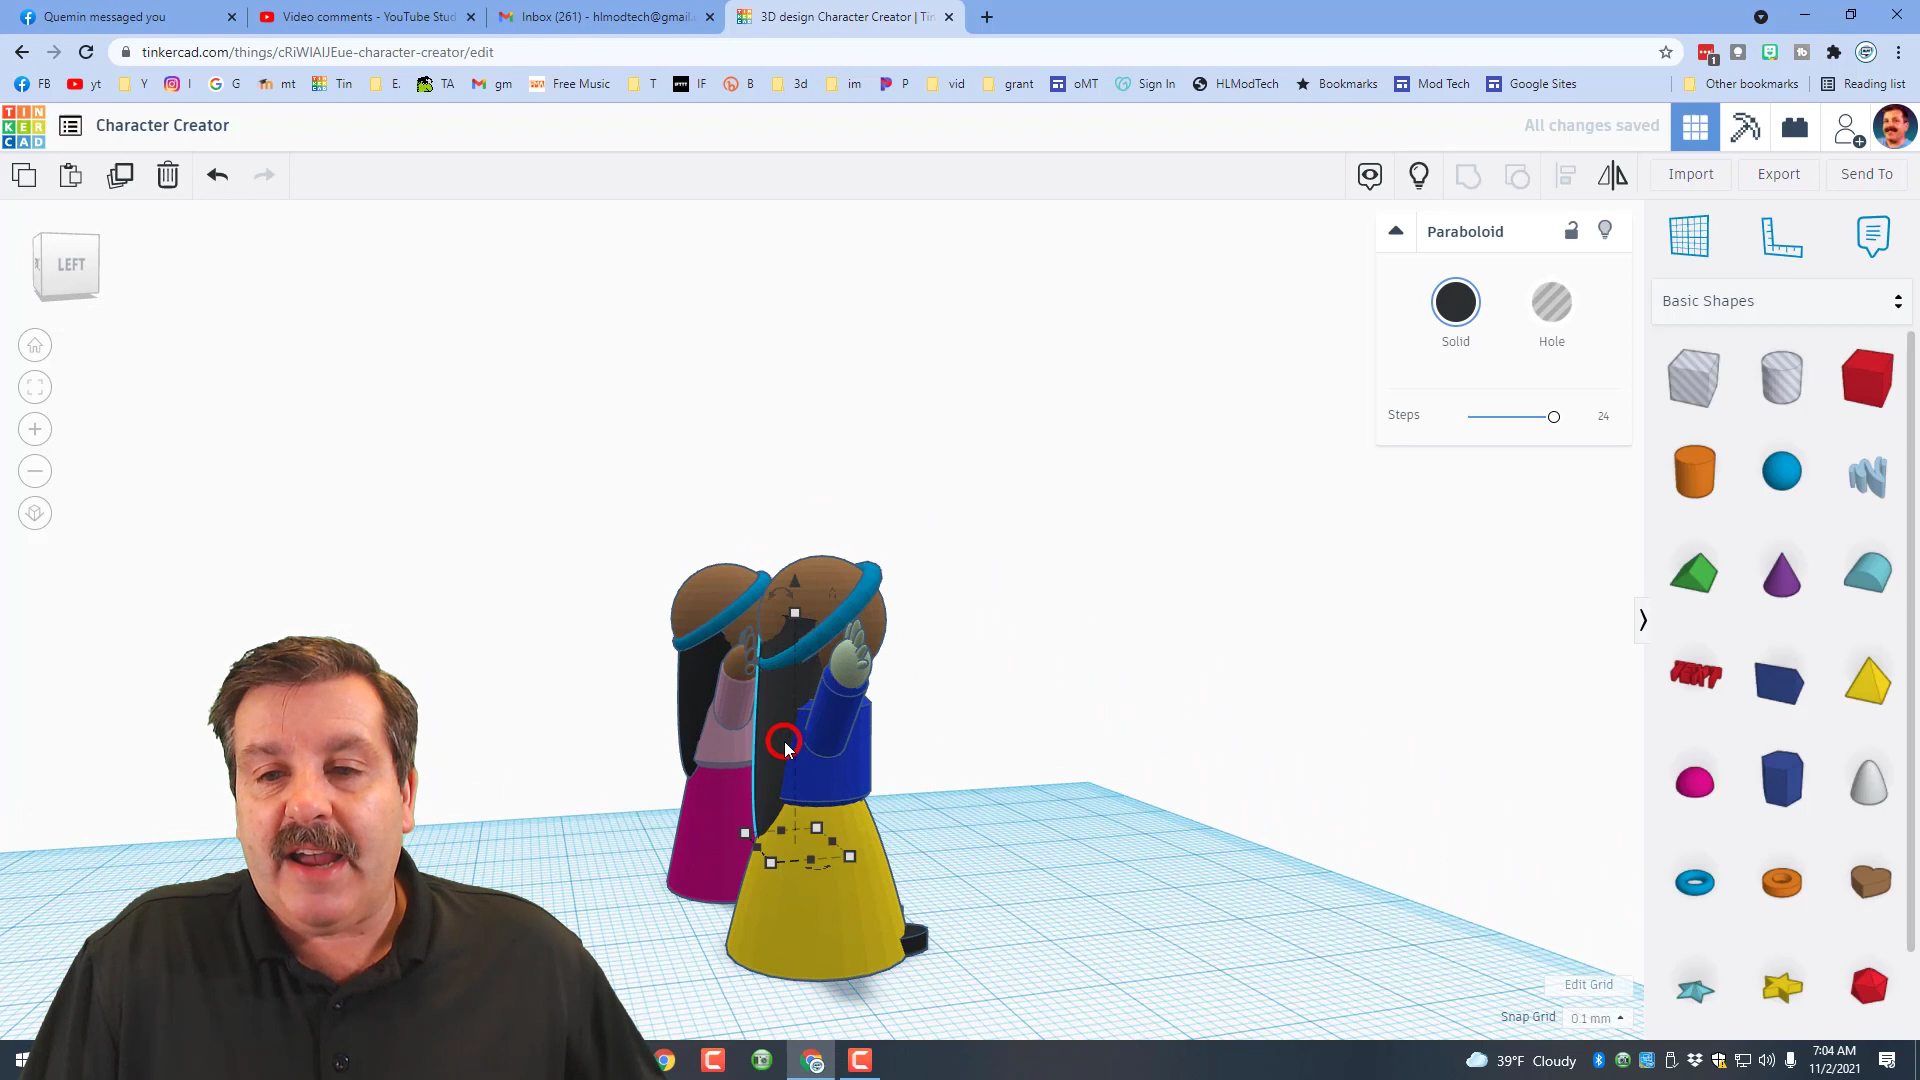 Quemin messaged you
Video comments - YouTube Stud
Inbox (261) - hlmodtech@gmail.
3D design Character Creator | Tin
tinkercad.com/things/cRiWIAlJEue-character-creator/edit
FB yt Y I G mt Tin E. TA gm Free Music T IF B 3d im P vid grant oMT Sign In HLModTech Bookmarks Mod Tech Google Sites Other bookmarks Reading list
TIN
KER
CAD
Character Creator
All changes saved
Import Export Send To
LEFT
Paraboloid
Solid Hole
Steps 24
Basic Shapes
TEXT
Edit Grid
Snap Grid 0.1 mm
39°F Cloudy
7:04 AM
11/2/2021